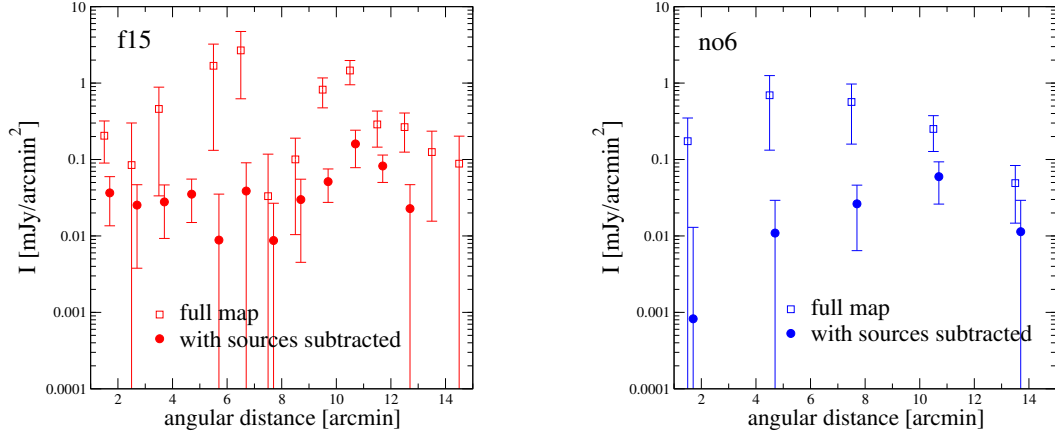 f15
10
1
0.1
0.01
0.001
0.0001
I [mJy/arcmin²]
full map
with sources subtracted
2 4 6 8 10 12 14
angular distance [arcmin]
no6
10
1
0.1
0.01
0.001
0.0001
I [mJy/arcmin²]
full map
with sources subtracted
2 4 6 8 10 12 14
angular distance [arcmin]